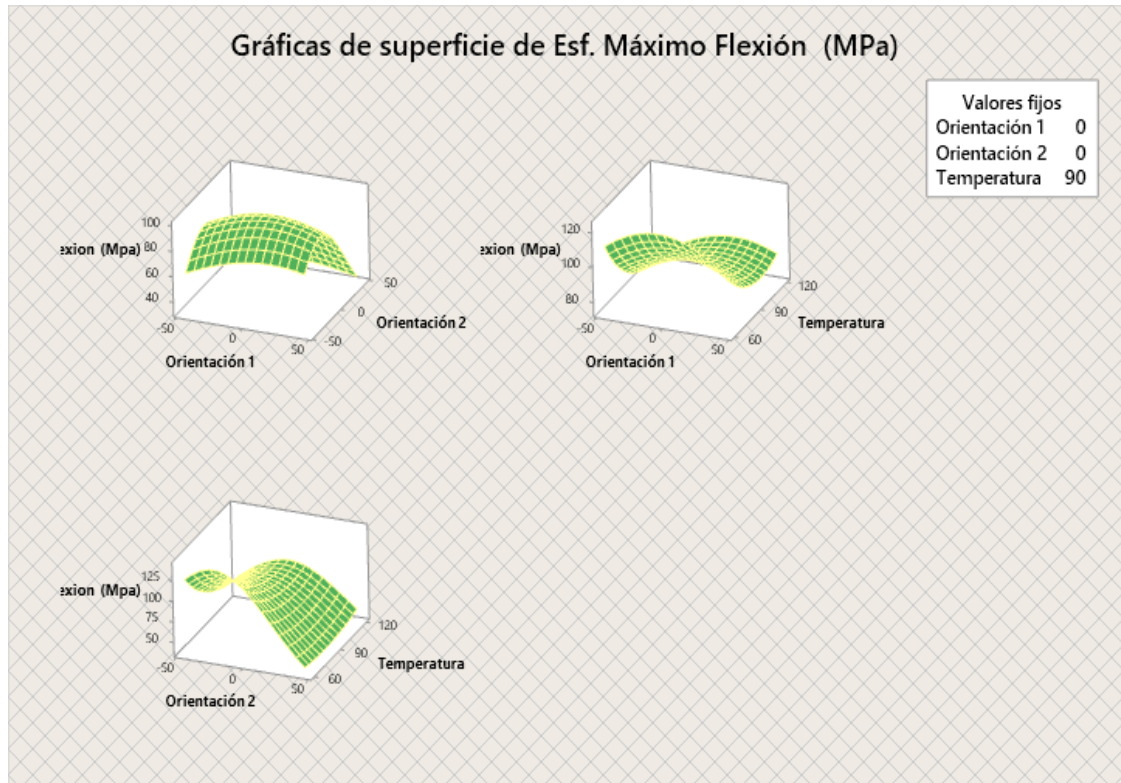 Gráficas de superficie de Esf. Máximo Flexión (MPa)
Valores fijos
Orientación 1 0
Orientación 2 0
Temperatura 90
100
80
60
40
exion (Mpa)
-50
0
50
Orientación 1
-50
0
50
Orientación 2
120
100
80
exion (Mpa)
-50
0
50
Orientación 1
60
90
120
Temperatura
125
100
75
50
exion (Mpa)
-50
0
50
Orientación 2
60
90
120
Temperatura